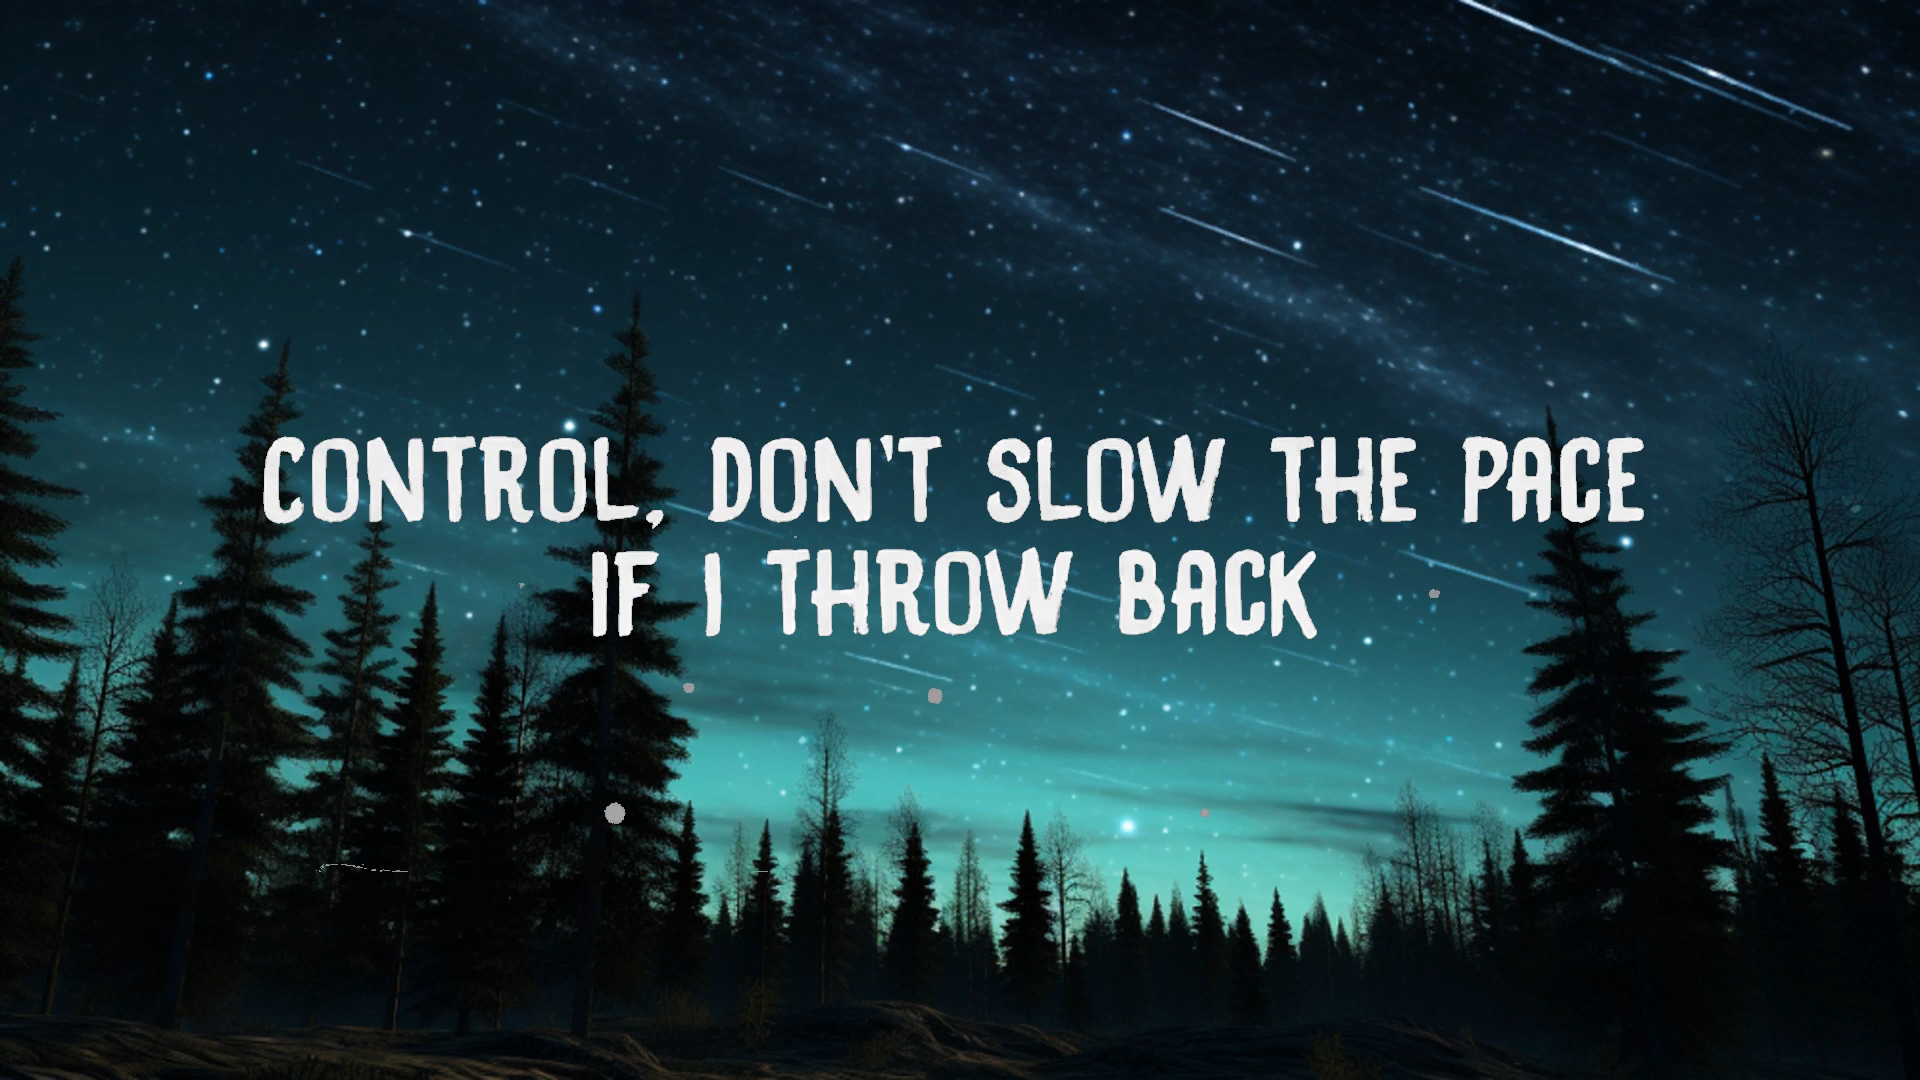 CONTROL, DON'T SLOW THE PACE
IF I THROW BACK